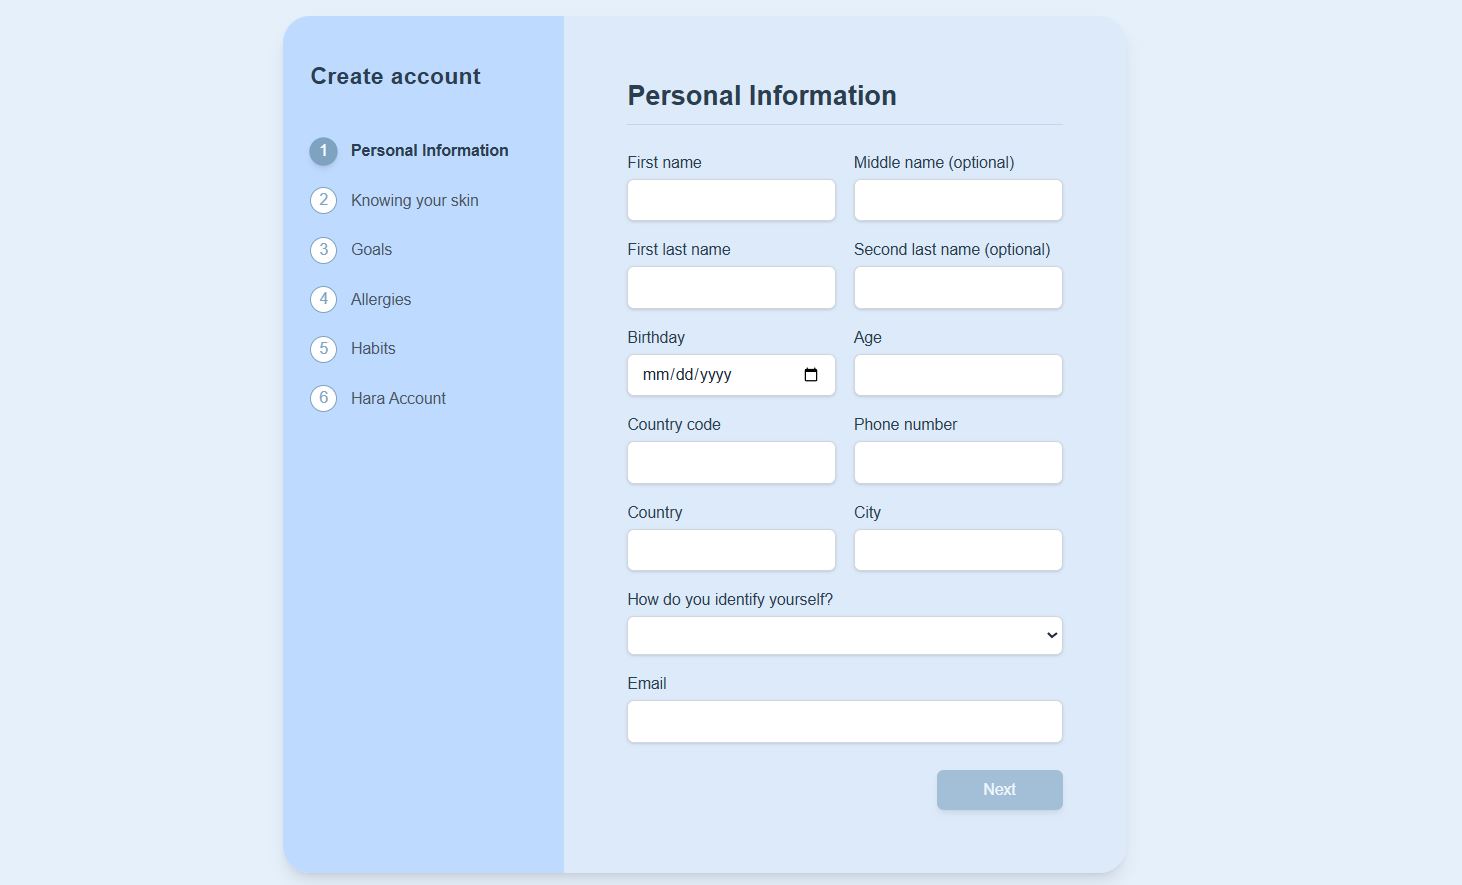 Create account
1 Personal Information
2 Knowing your skin
3 Goals
4 Allergies
5 Habits
6 Hara Account
Personal Information
First name
Middle name (optional)
First last name
Second last name (optional)
Birthday
Age
mm/dd/yyyy
Country code
Phone number
Country
City
How do you identify yourself?
Email
Next